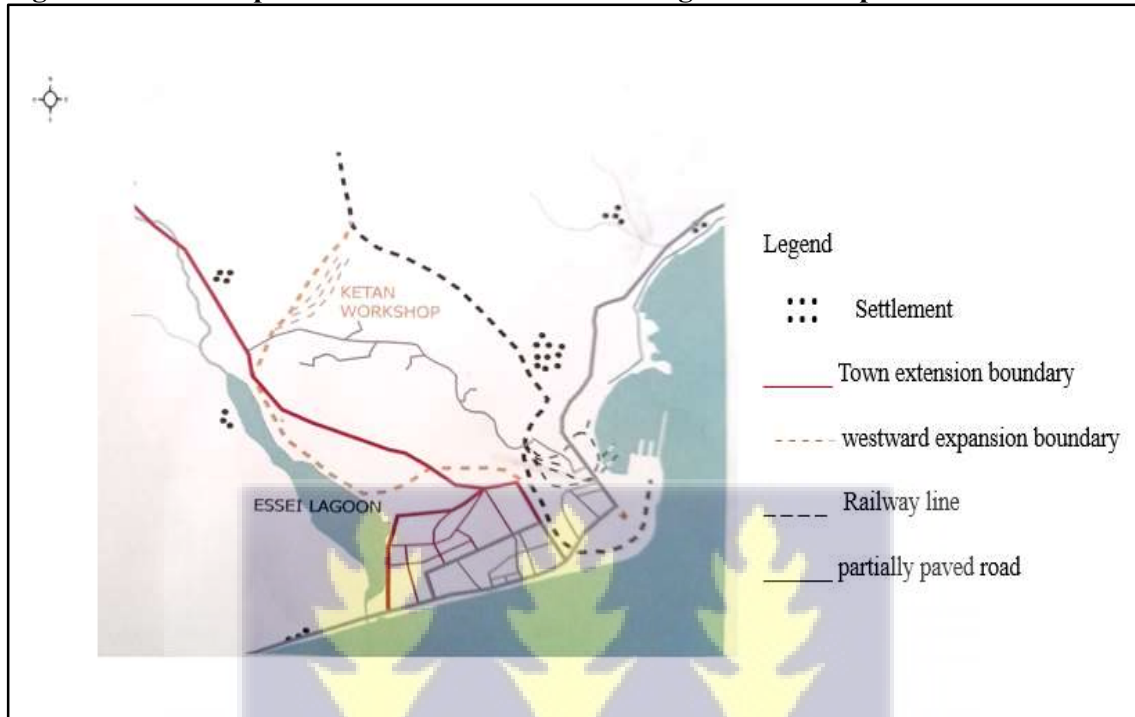 KETAN
WORKSHOP
ESSEI LAGOON
Legend
Settlement
Town extension boundary
westward expansion boundary
Railway line
partially paved road